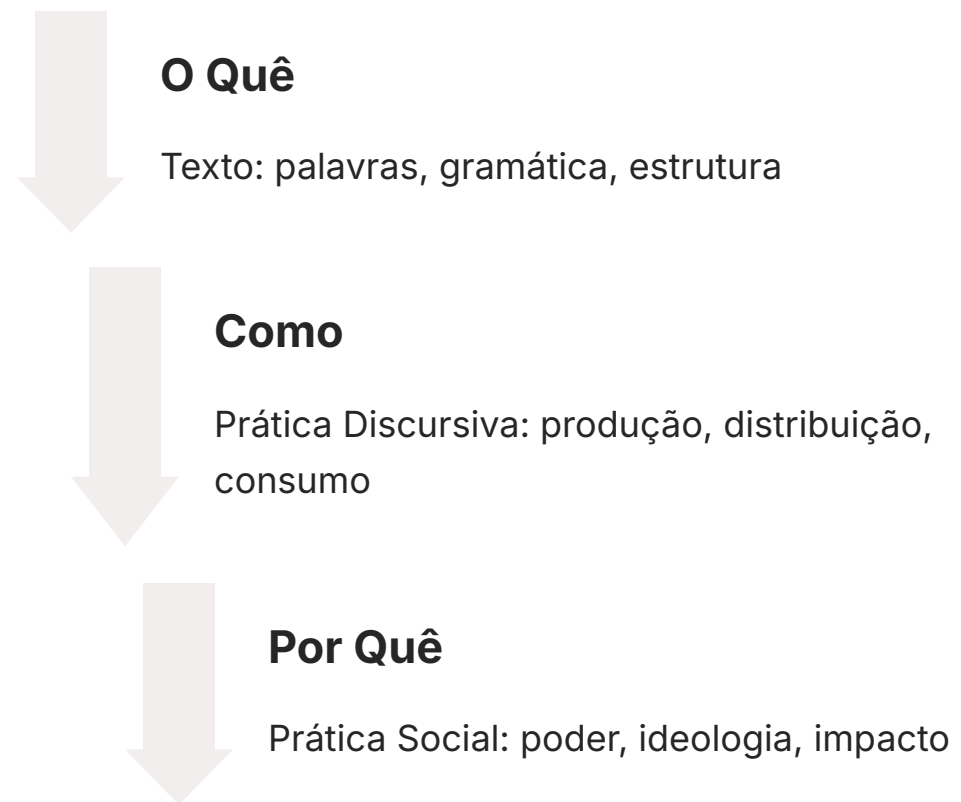 O Quê
Texto: palavras, gramática, estrutura
Como
Prática Discursiva: produção, distribuição,
consumo
Por Quê
Prática Social: poder, ideologia, impacto